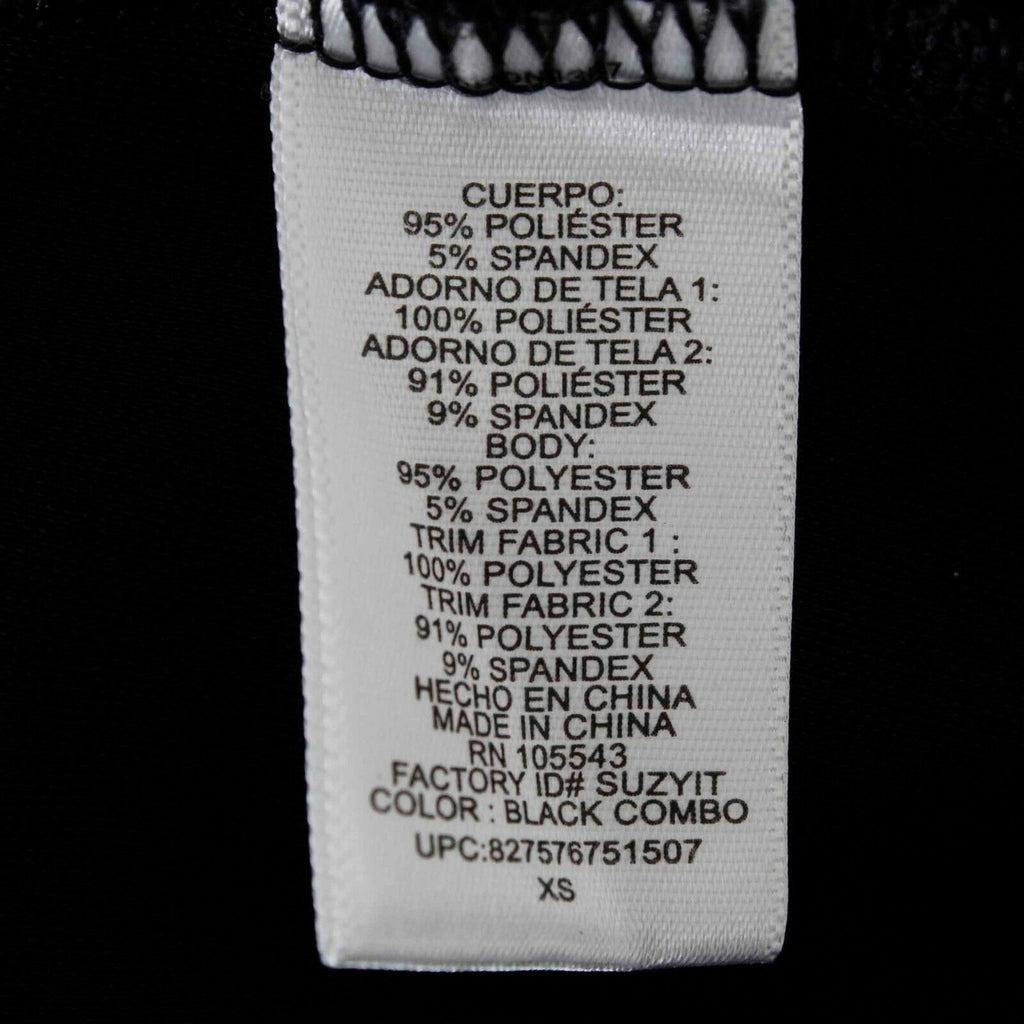 CUERPO:
95% POLIÉSTER
5% SPANDEX
ADORNO DE TELA 1:
100% POLIÉSTER
ADORNO DE TELA 2:
91% POLIÉSTER
9% SPANDEX
BODY:
95% POLYESTER
5% SPANDEX
TRIM FABRIC 1 :
100% POLYESTER
TRIM FABRIC 2:
91% POLYESTER
9% SPANDEX
HECHO EN CHINA
MADE IN CHINA
RN 105543
FACTORY ID# SUZYIT
COLOR : BLACK COMBO
UPC:827576751507
XS